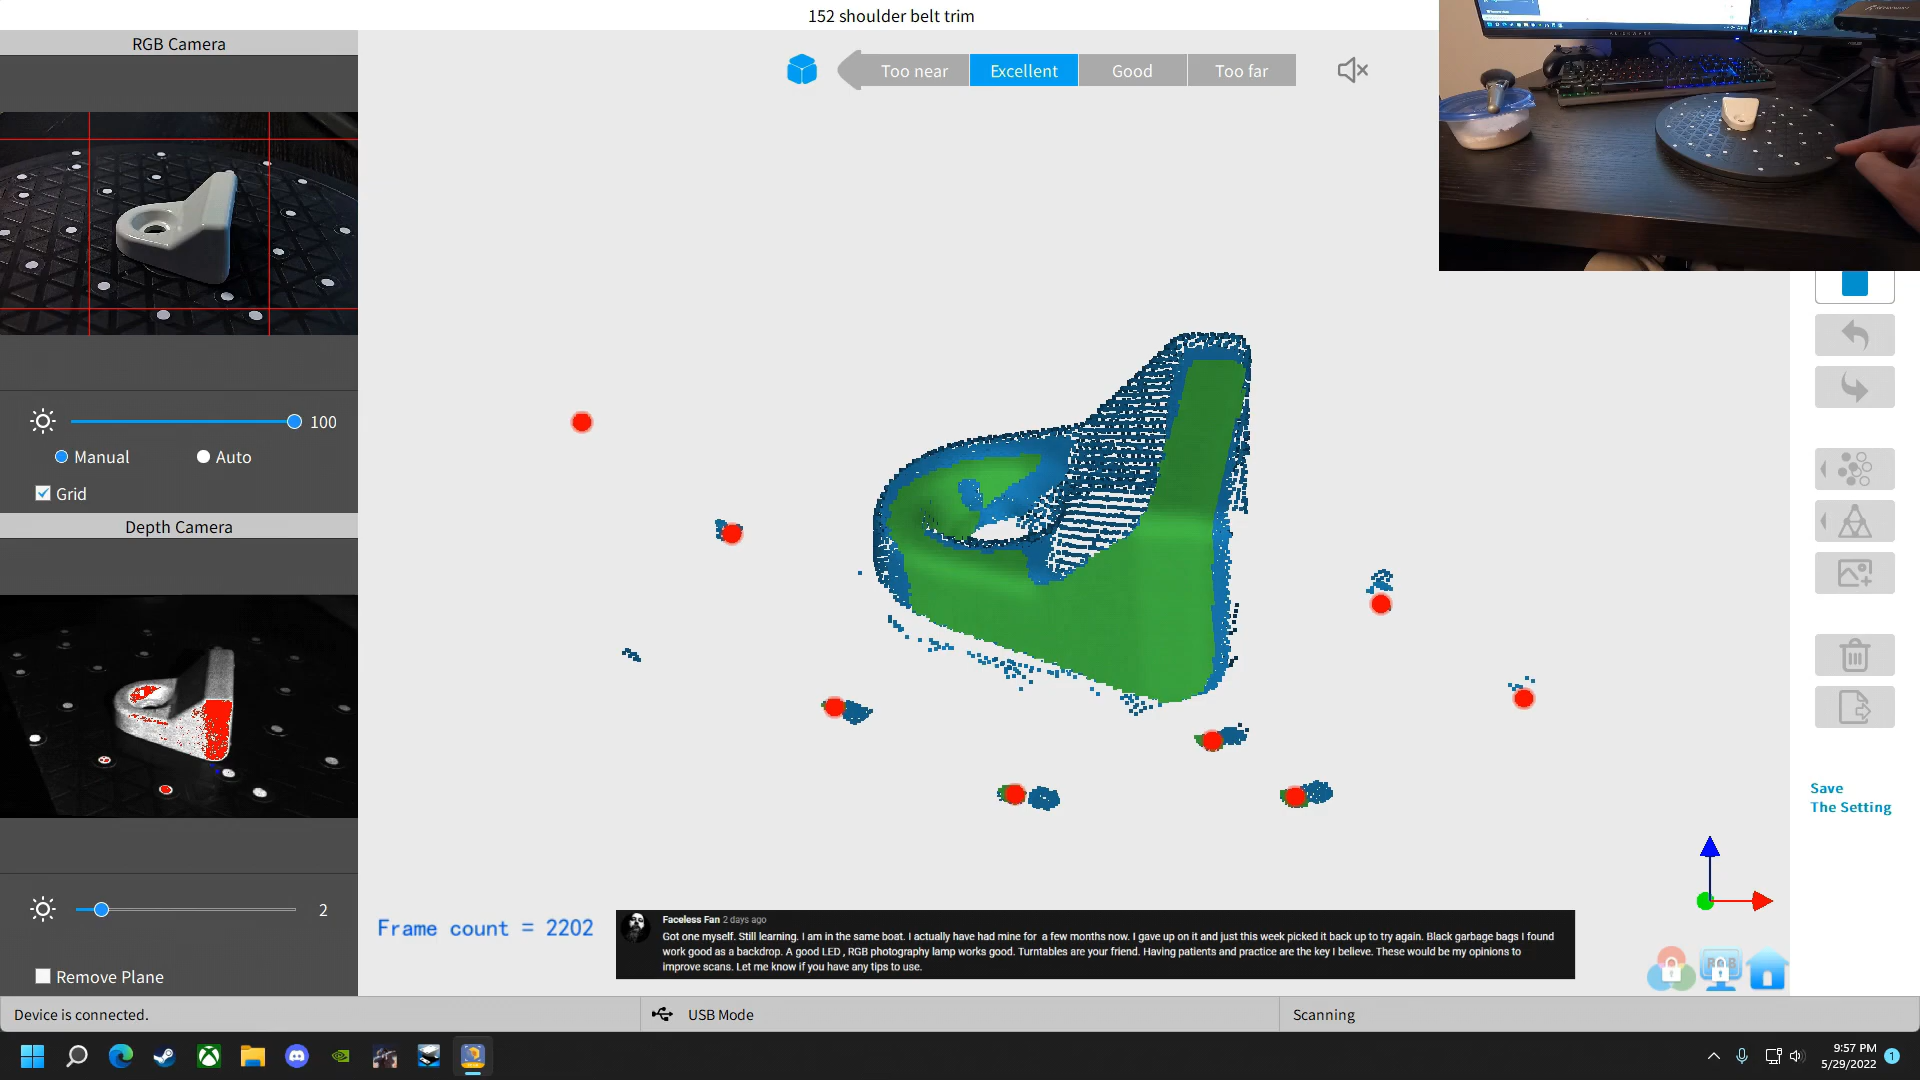 152 shoulder belt trim
RGB Camera
Too near
Excellent
Good
Too far
100
Manual
Auto
Grid
Depth Camera
2
Remove Plane
Save
The Setting
Frame count = 2202
Faceless Fan 2 days ago
Got one myself. Still learning. I am in the same boat. I actually have had mine for a few months now. I gave up on it and just this week picked it back up to try again. Black garbage bags I found
work good as a backdrop. A good LED , RGB photography lamp works good. Turntables are your friend. Having patients and practice are the key I believe. These would be my opinions to
improve scans. Let me know if you have any tips to use.
RGB
Device is connected.
USB Mode
Scanning
9:57 PM
5/29/2022
1